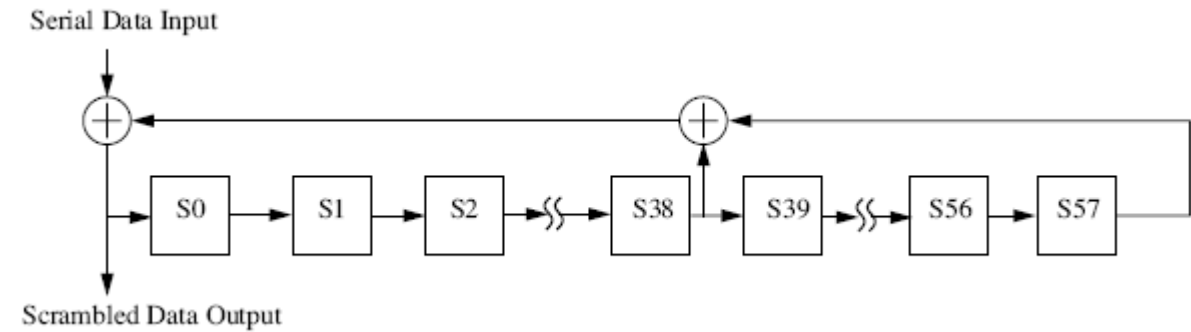 Serial Data Input
S0 S1 S2 S38 S39 S56 S57
Scrambled Data Output